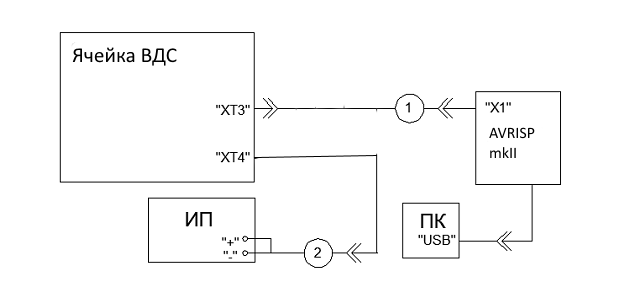 Ячейка ВДС
"XT3"
1
"X1"
AVRISP
mkII
"XT4"
ИП
"+"
"-"
2
ПК
"USB"